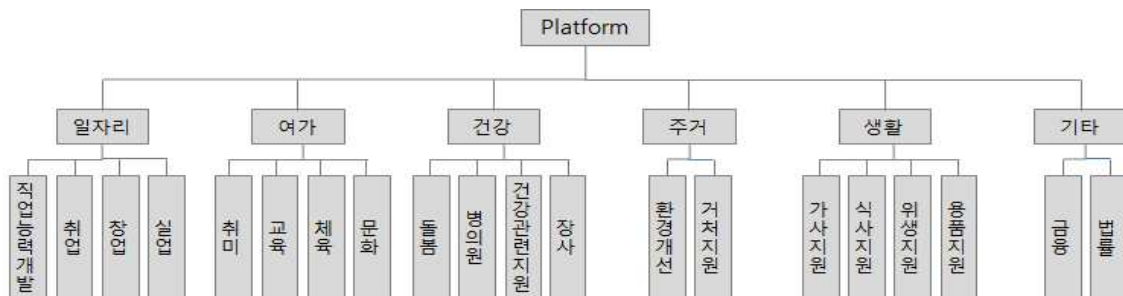 Platform
일자리
여가
건강
주거
생활
기타
직업능력개발
취업
창업
실업
취미
교육
체육
문화
돌봄
병의원
건강관련지원
장사
환경개선
거처지원
가사지원
식사지원
위생지원
용품지원
금융
법률